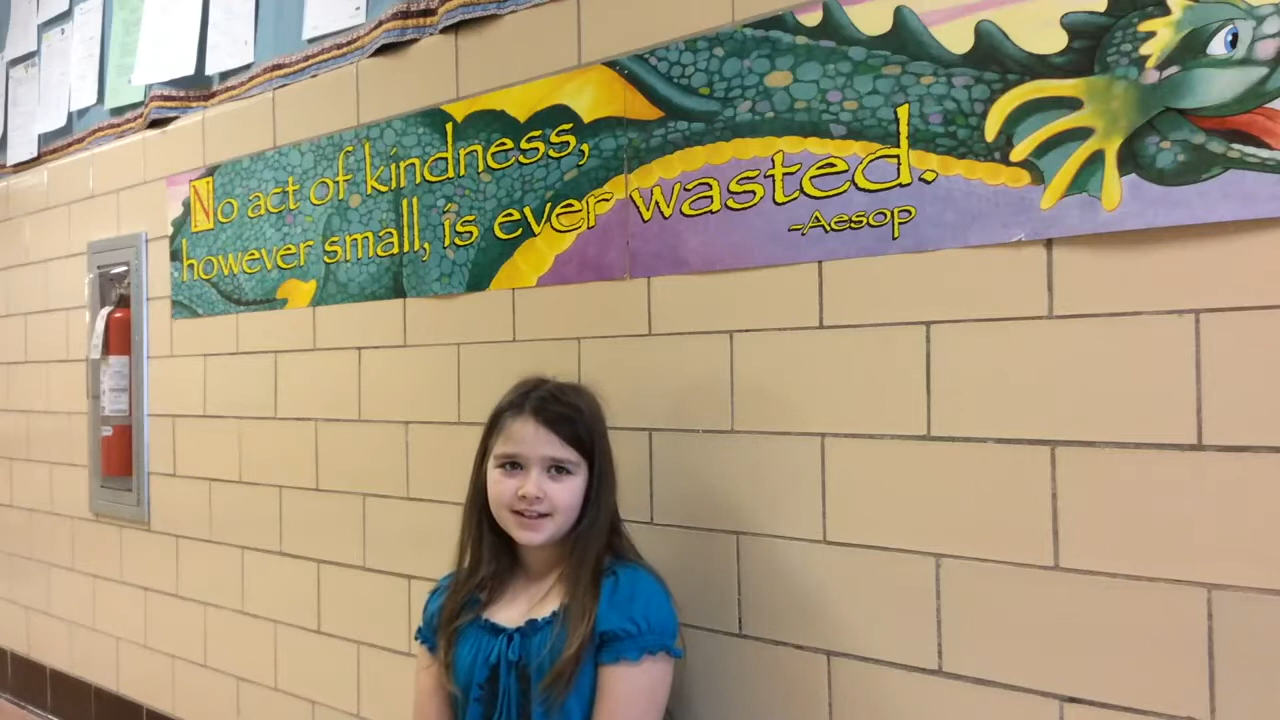 No act of kindness,
however small, is ever wasted.
-Aesop